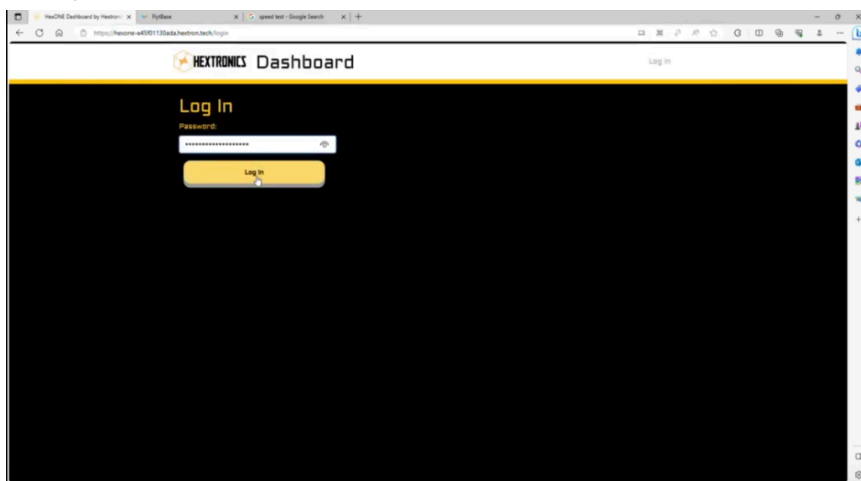 HexONE Dashboard by Hextroni
FlytBase
speed test - Google Search
https://hexone-e45f01130ada.hextron.tech/login
HEXTRONICS Dashboard
Log In
Log In
Password:
Log In